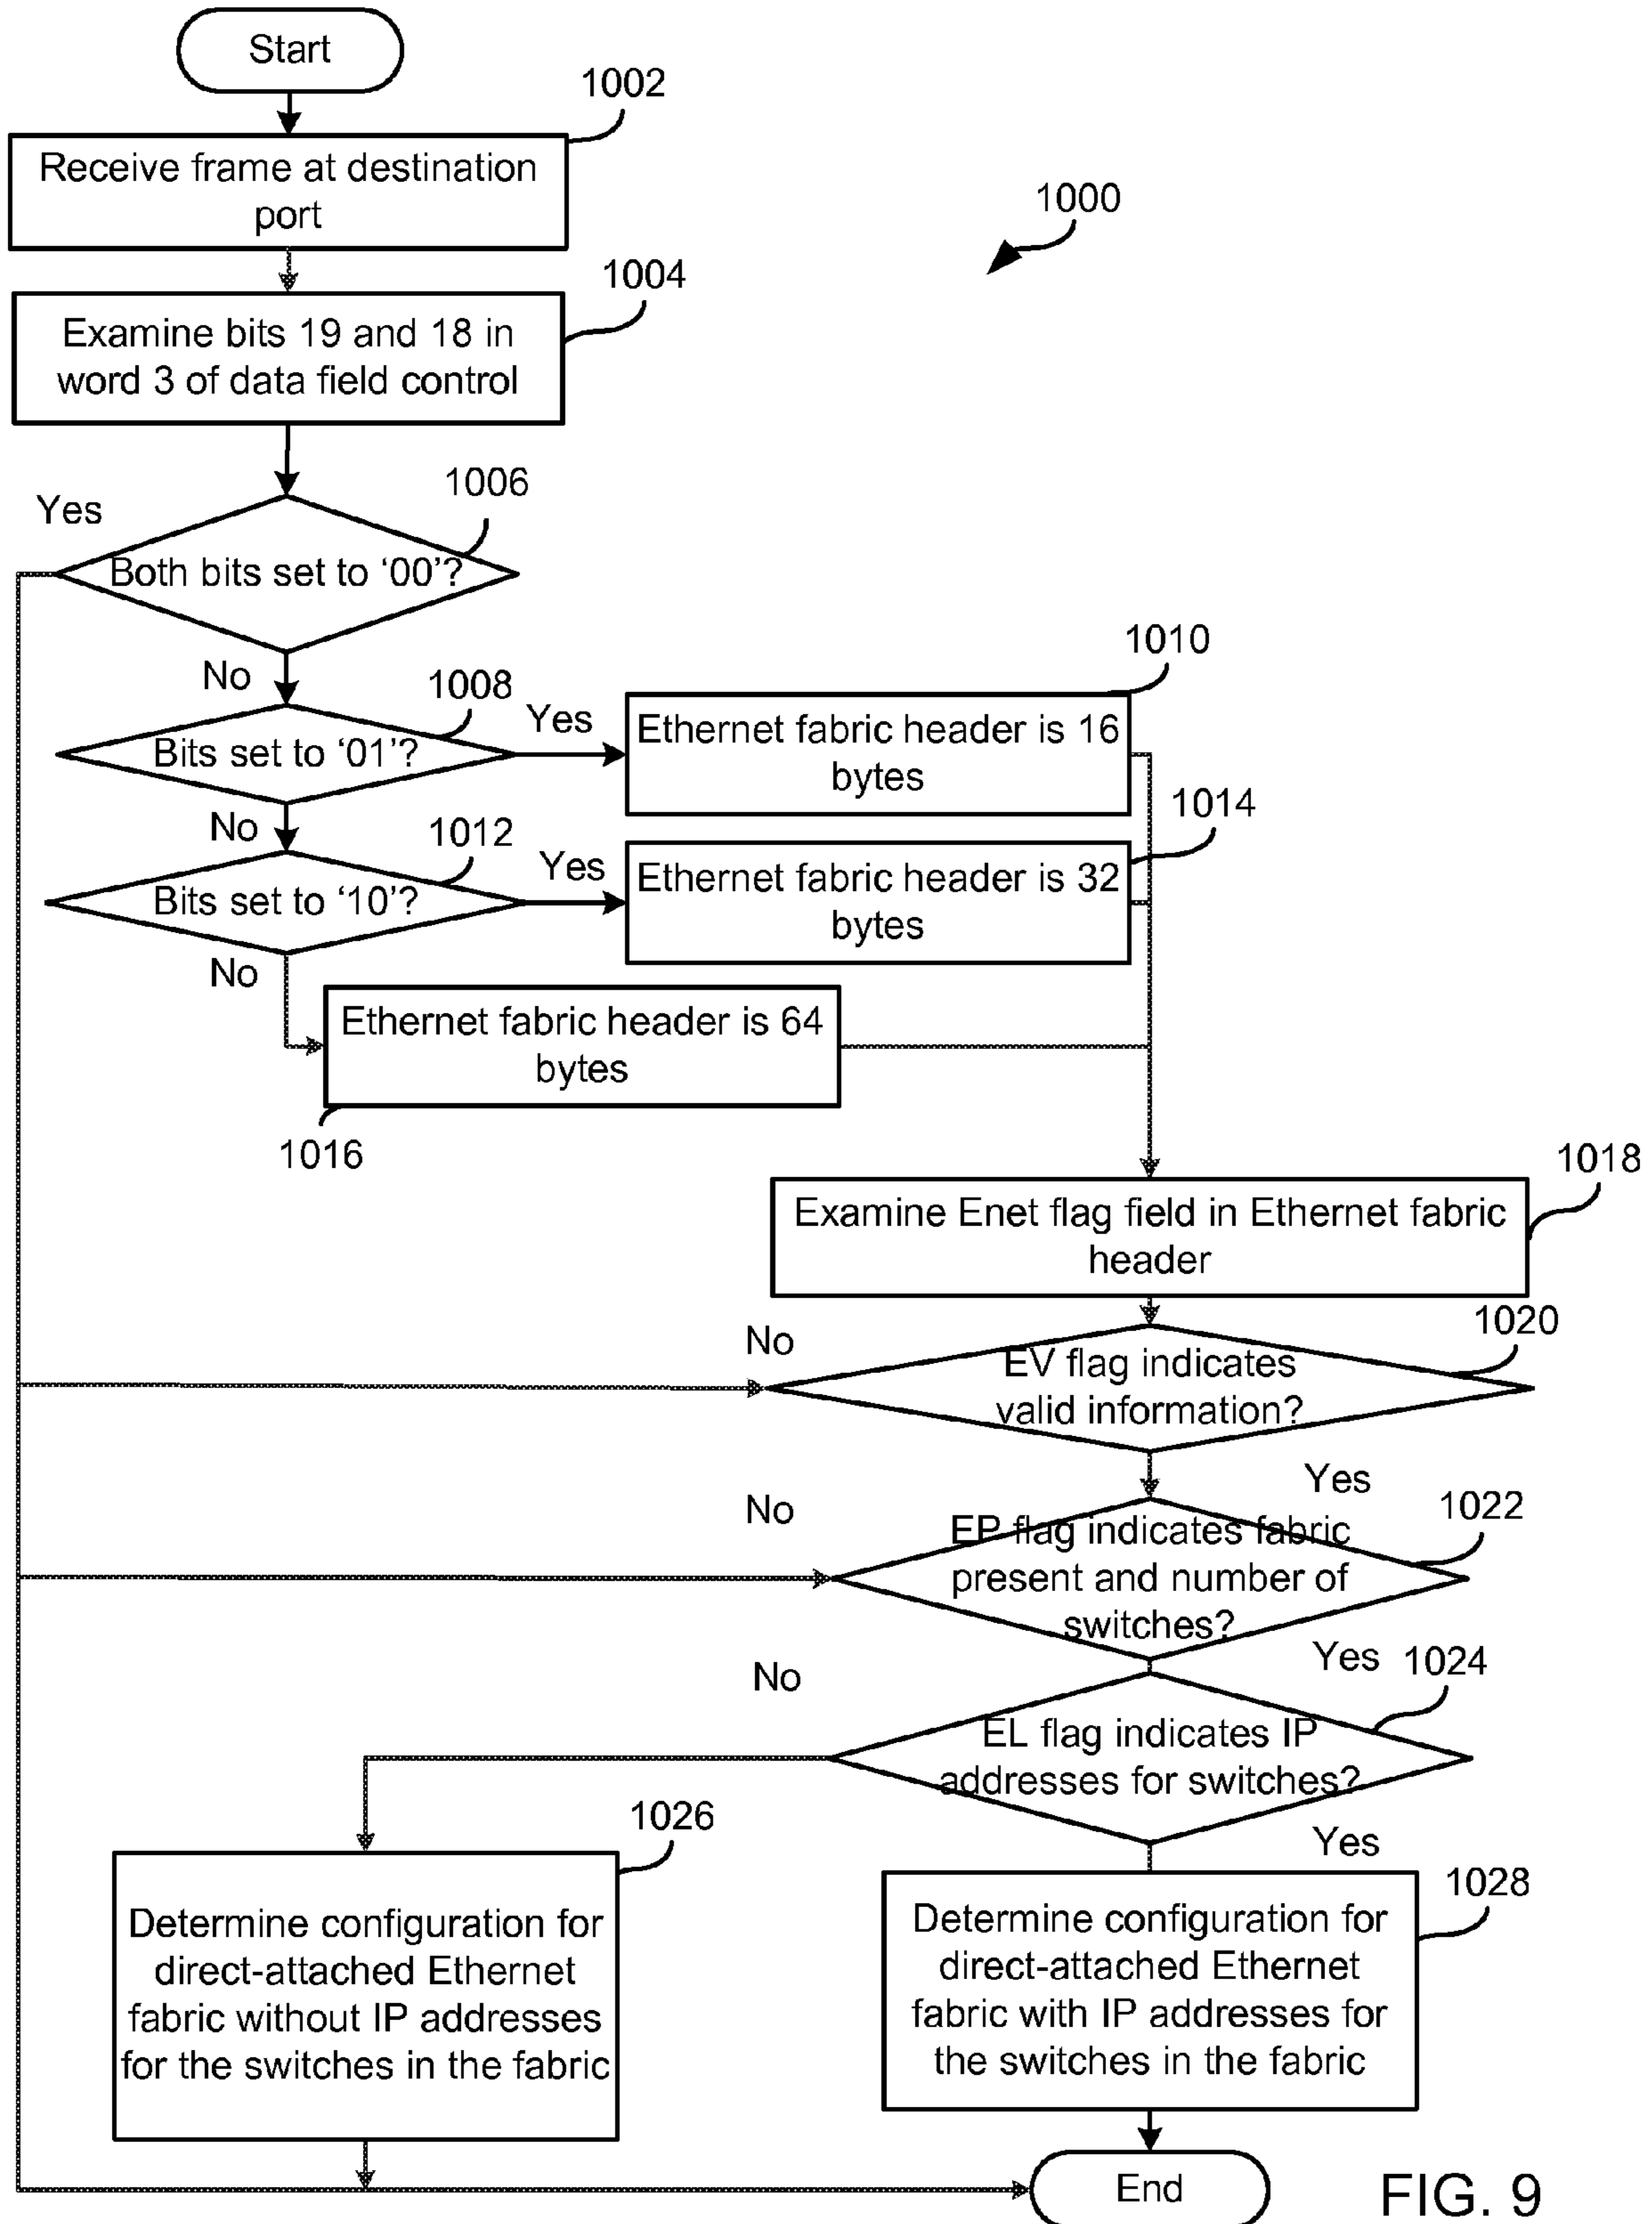 Start
1002
Receive frame at destination
port
1000
1004
Examine bits 19 and 18 in
word 3 of data field control
1006
Yes
Both bits set to ‘00’?
No
1008
Bits set to ‘01’?
Yes
1010
Ethernet fabric header is 16
bytes
No
1012
Bits set to ‘10’?
Yes
1014
Ethernet fabric header is 32
bytes
No
Ethernet fabric header is 64
bytes
1016
1018
Examine Enet flag field in Ethernet fabric
header
1020
No
EV flag indicates
valid information?
Yes
1022
No
EP flag indicates fabric
present and number of
switches?
Yes
1024
No
EL flag indicates IP
addresses for switches?
Yes
1026
Determine configuration for
direct-attached Ethernet
fabric without IP addresses
for the switches in the fabric
1028
Determine configuration for
direct-attached Ethernet
fabric with IP addresses for
the switches in the fabric
End
FIG. 9